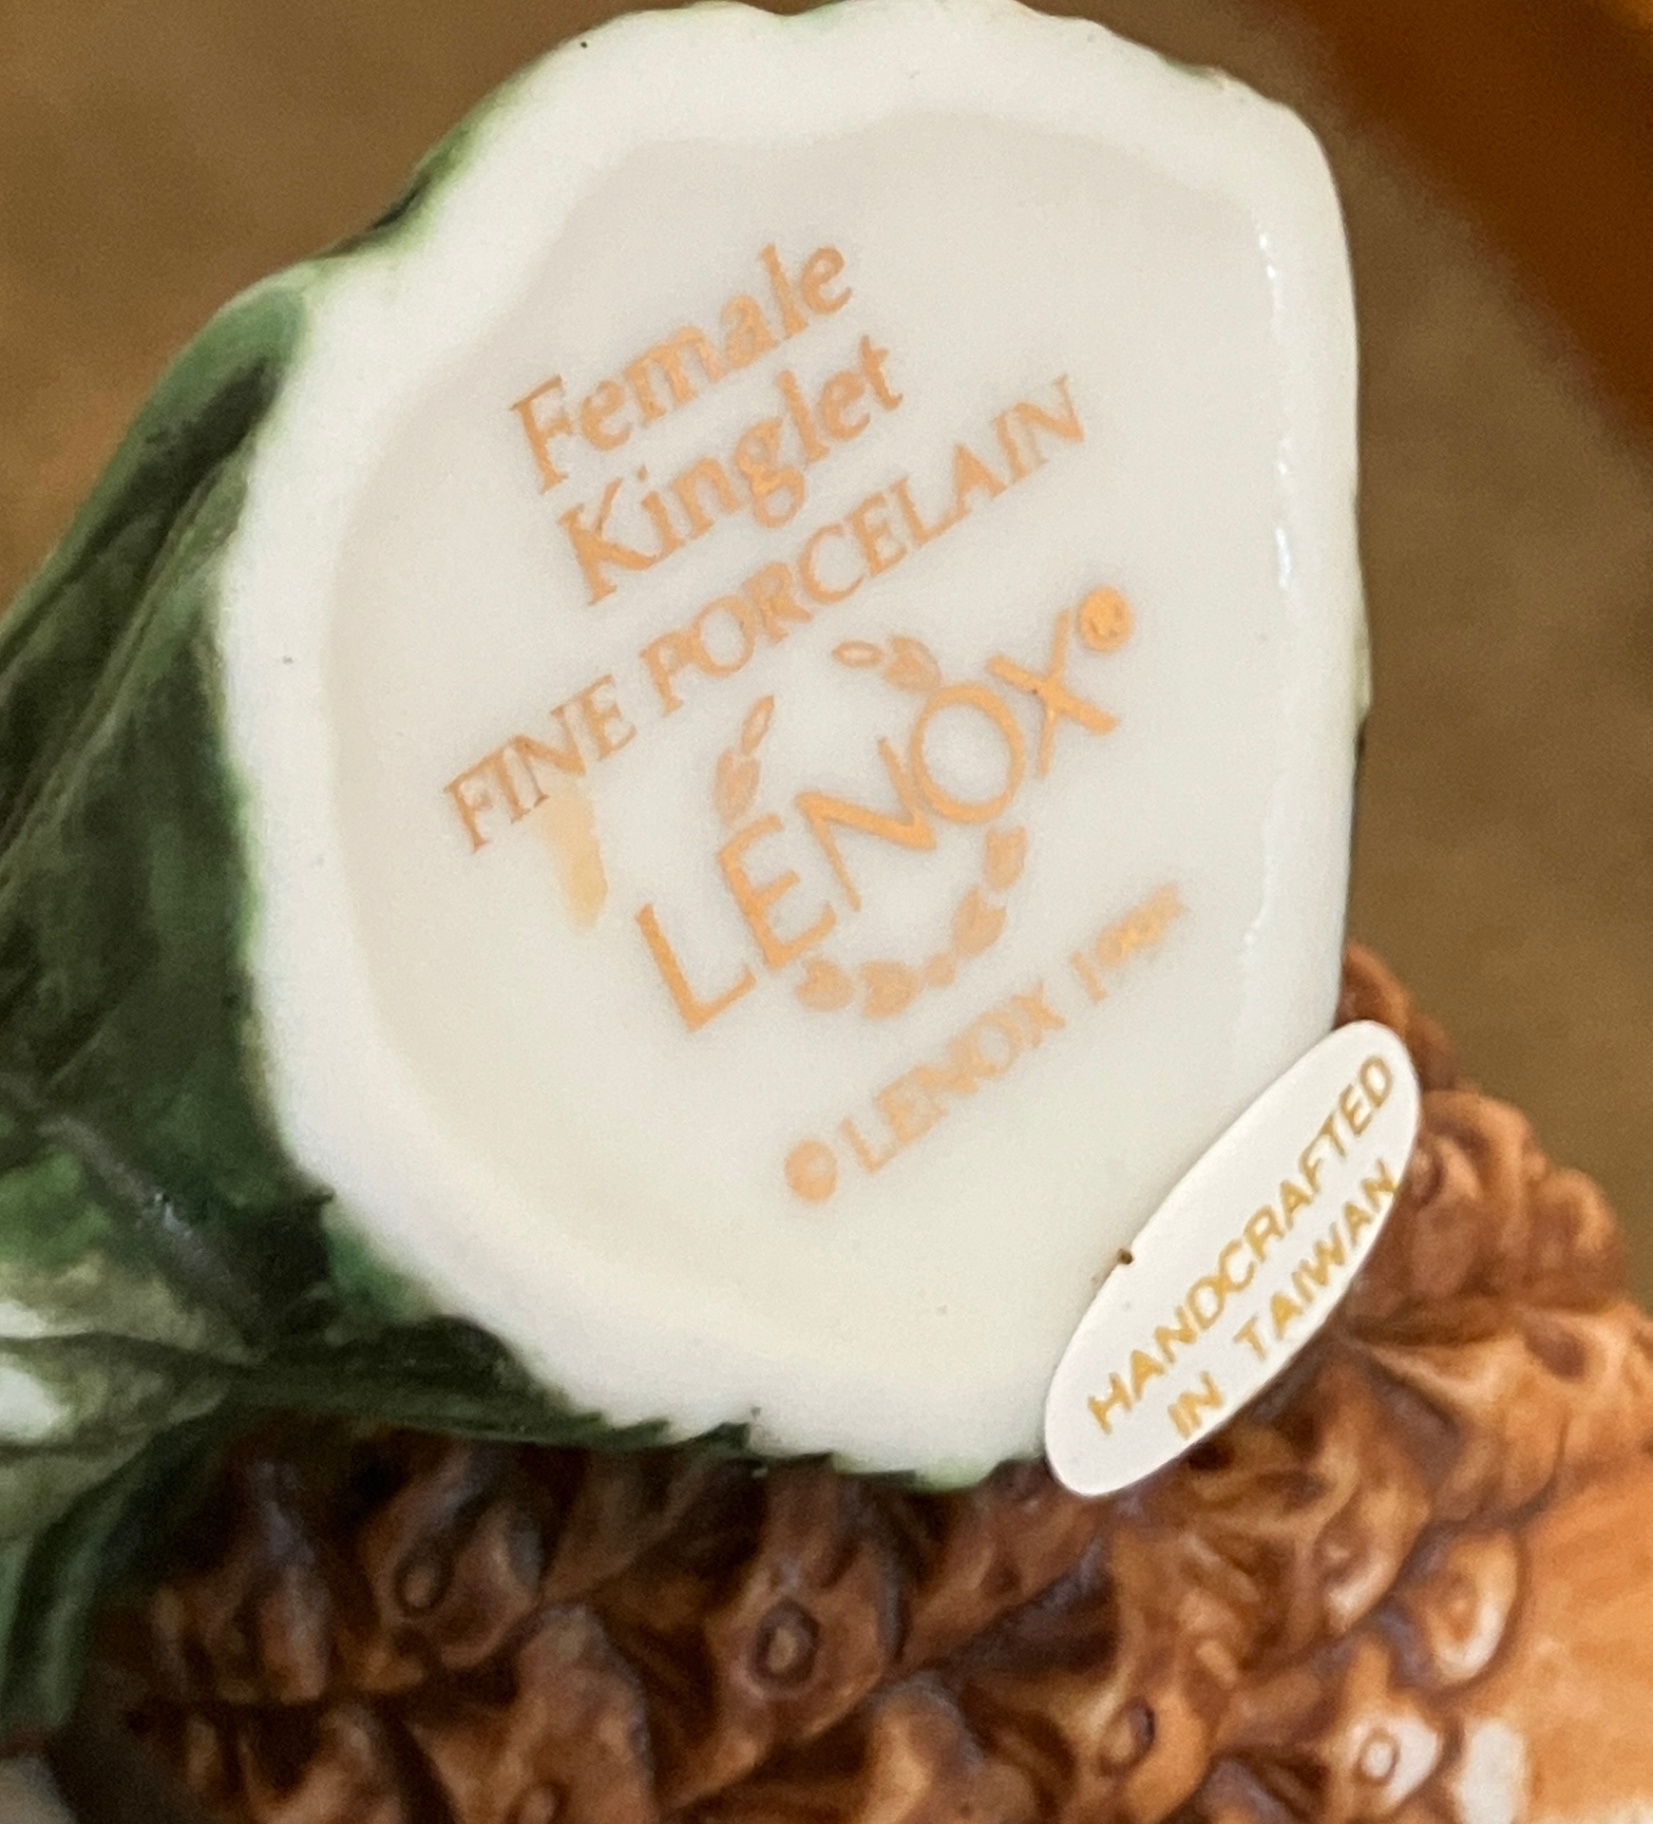 Female
Kinglet
FINE PORCELAIN
LENOX®
© LENOX
HANDCRAFTED
IN TAIWAN